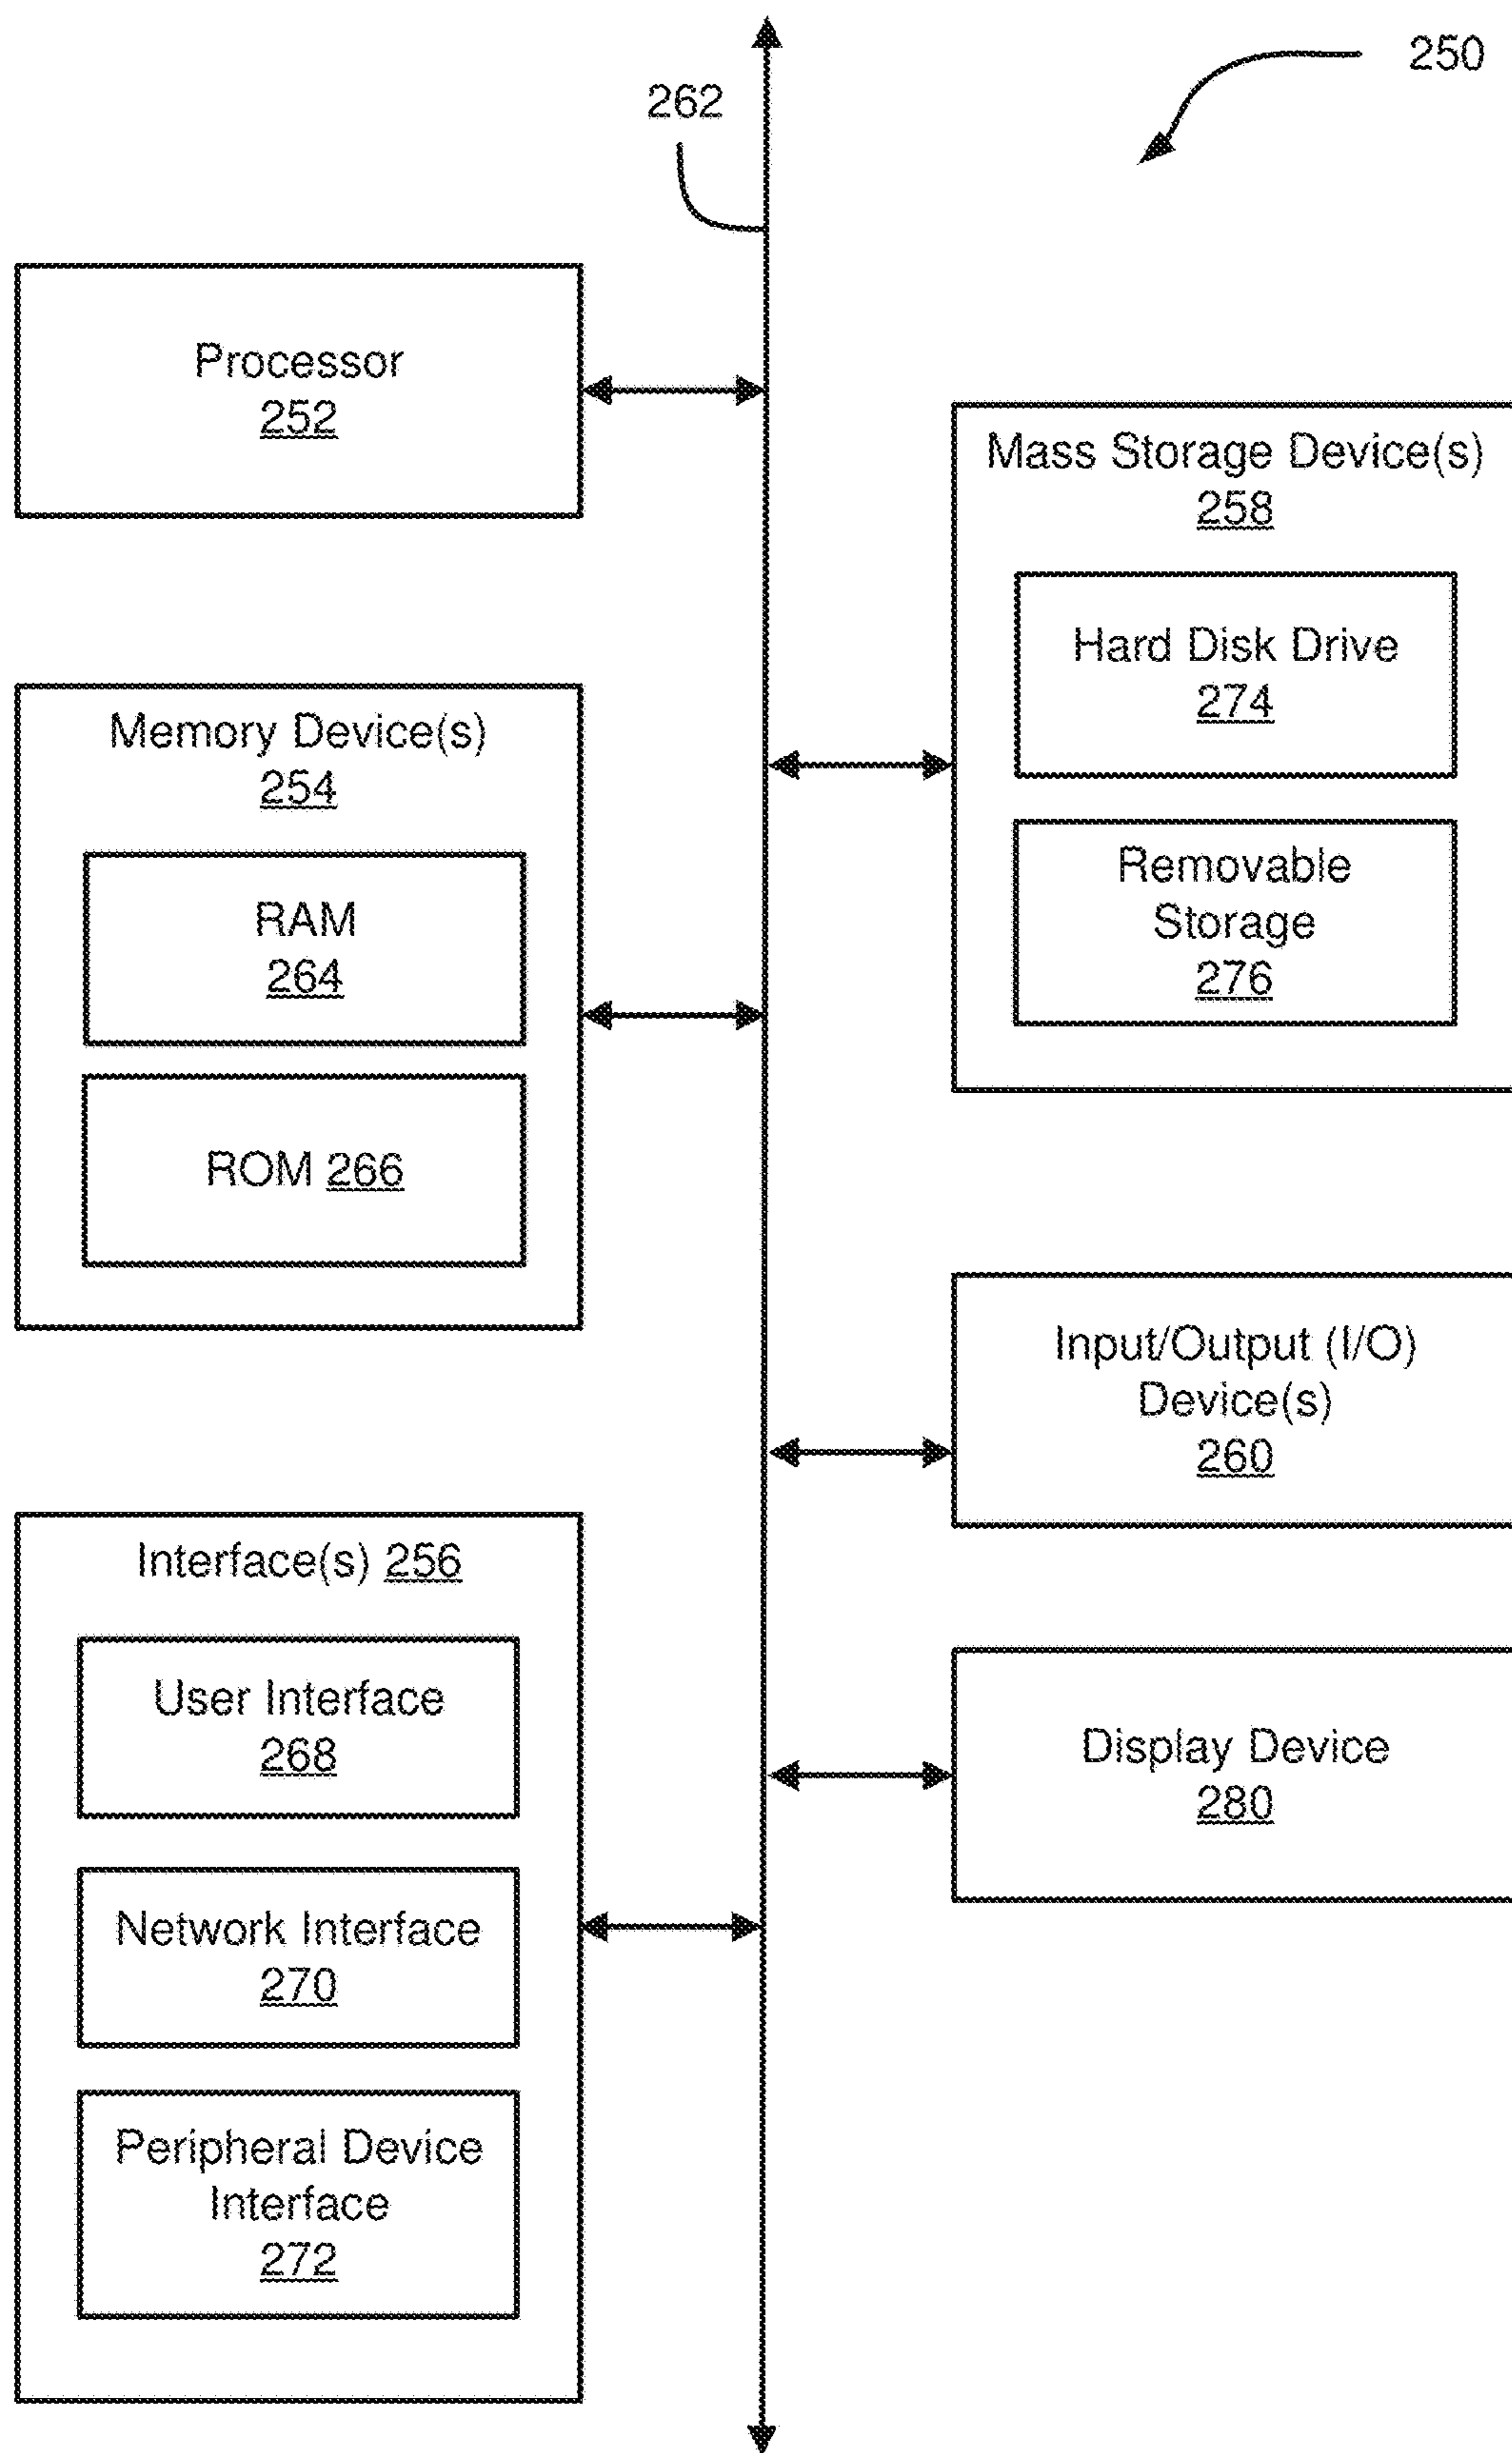 250
262
Processor
252
Mass Storage Device(s)
258
Hard Disk Drive
274
Removable
Storage
276
Memory Device(s)
254
RAM
264
ROM 266
Input/Output (I/O)
Device(s)
260
Interface(s) 256
User Interface
268
Network Interface
270
Peripheral Device
Interface
272
Display Device
280